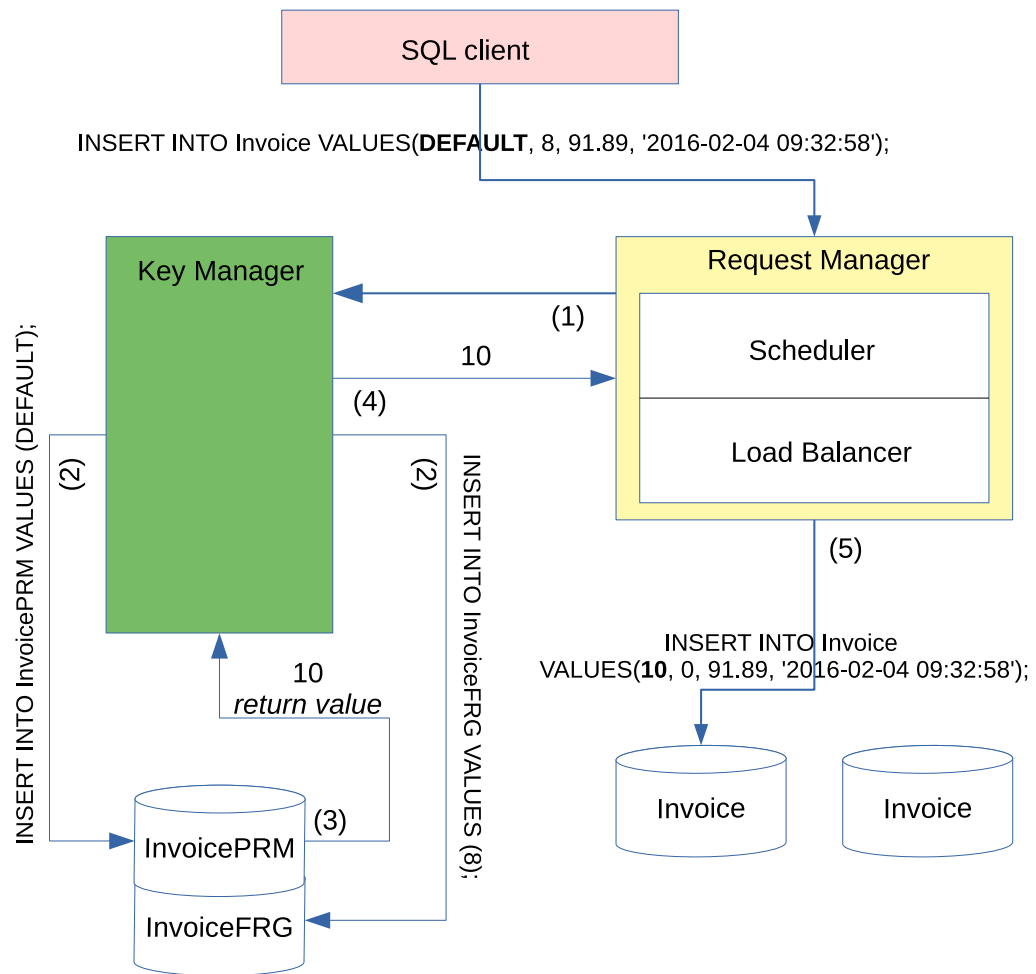 SQL client
INSERT INTO Invoice VALUES(DEFAULT, 8, 91.89, '2016-02-04 09:32:58');
Key Manager
Request Manager
(1)
Scheduler
10
(4)
Load Balancer
INSERT INTO InvoicePRM VALUES (DEFAULT);
(2)
(2)
INSERT INTO InvoiceFRG VALUES (8);
(5)
INSERT INTO Invoice
VALUES(10, 0, 91.89, '2016-02-04 09:32:58');
10
return value
(3)
InvoicePRM
InvoiceFRG
Invoice
Invoice